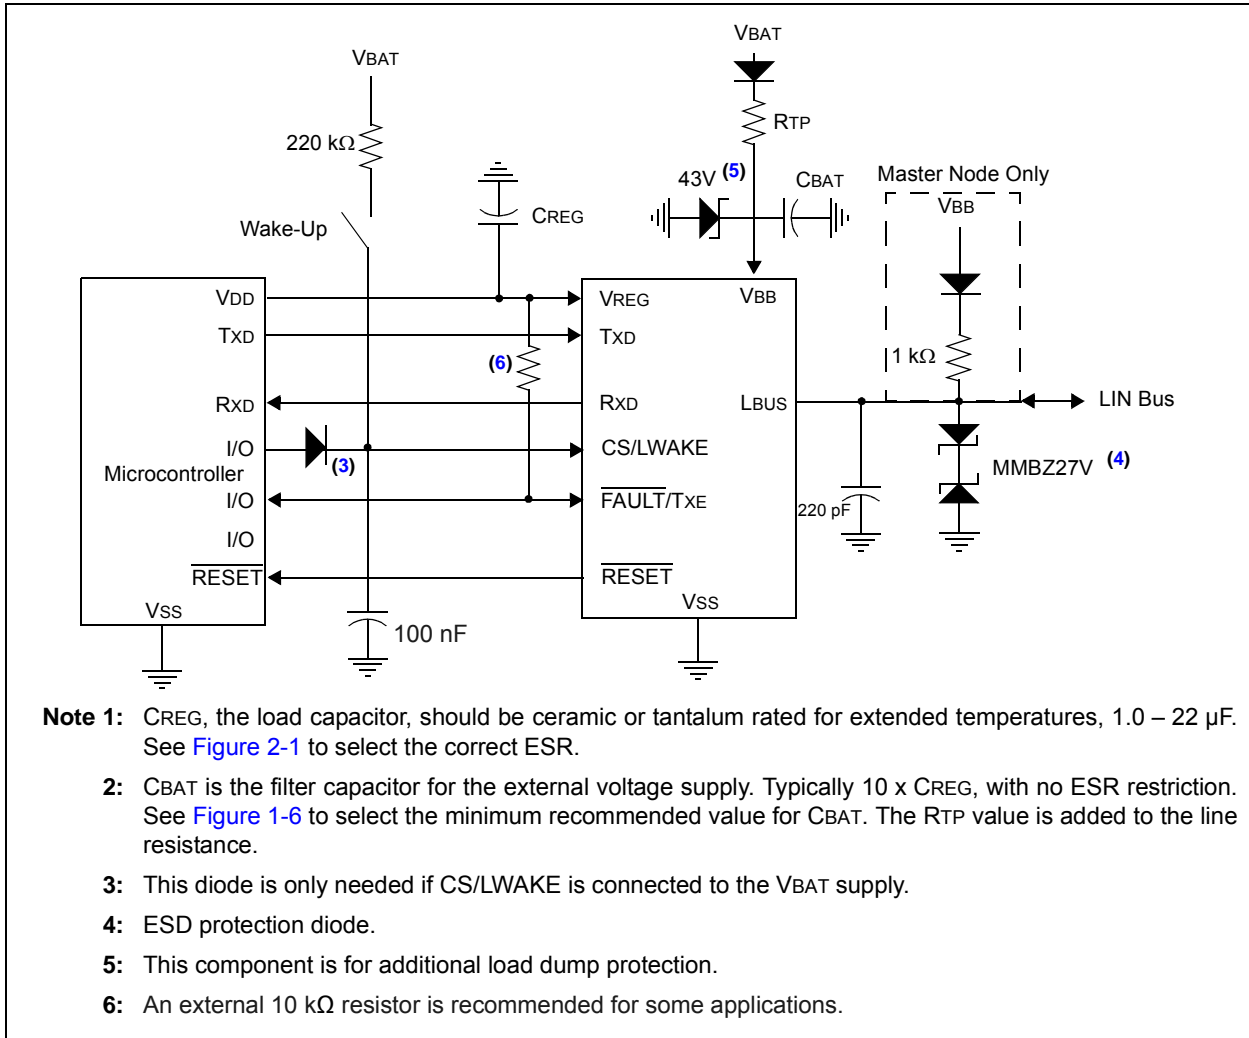 VBAT
VBAT
220 kΩ
RTP
43V (5)
CBAT
Master Node Only
VBB
CREG
Wake-Up
VDD
VREG
VBB
TXD
TXD
(6)
1 kΩ
RXD
RXD
LBUS
LIN Bus
I/O
(3)
CS/LWAKE
MMBZ27V (4)
Microcontroller
I/O
FAULT/TXE
220 pF
I/O
RESET
RESET
VSS
VSS
100 nF
Note 1: CREG, the load capacitor, should be ceramic or tantalum rated for extended temperatures, 1.0 – 22 µF.
See Figure 2-1 to select the correct ESR.
2: CBAT is the filter capacitor for the external voltage supply. Typically 10 x CREG, with no ESR restriction.
See Figure 1-6 to select the minimum recommended value for CBAT. The RTP value is added to the line
resistance.
3: This diode is only needed if CS/LWAKE is connected to the VBAT supply.
4: ESD protection diode.
5: This component is for additional load dump protection.
6: An external 10 kΩ resistor is recommended for some applications.